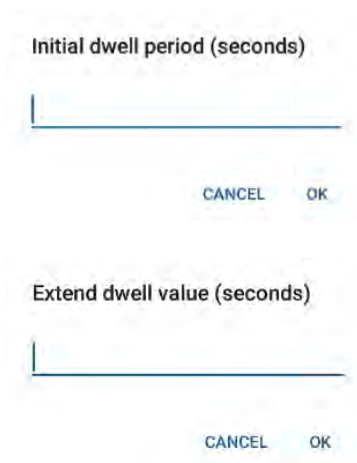 Initial dwell period (seconds)
CANCEL OK
Extend dwell value (seconds)
CANCEL OK